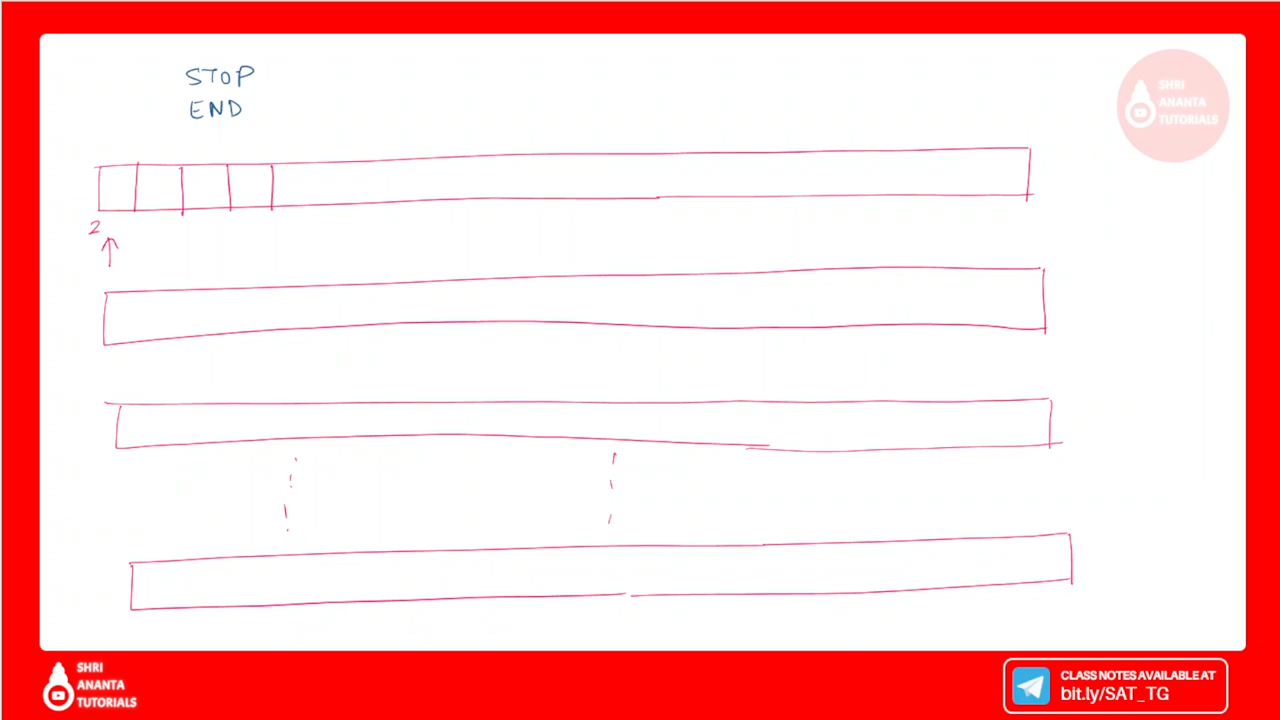 STOP
END
SHRI
ANANTA
TUTORIALS
2
SHRI
ANANTA
TUTORIALS
CLASS NOTES AVAILABLE AT
bit.ly/SAT_TG